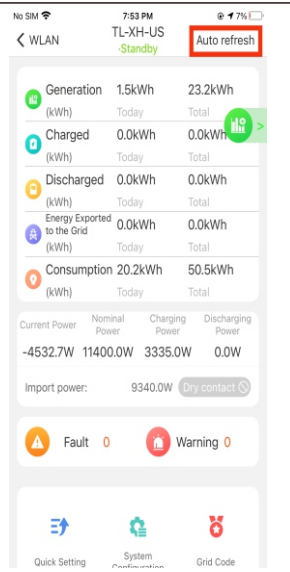 No SIM 7:53 PM 7%
WLAN TL-XH-US Auto refresh
·Standby
Generation 1.5kWh 23.2kWh
(kWh) Today Total
Charged 0.0kWh 0.0kWh
(kWh) Today Total
>
Discharged 0.0kWh 0.0kWh
(kWh) Today Total
Energy Exported
to the Grid 0.0kWh 0.0kWh
(kWh) Today Total
Consumption 20.2kWh 50.5kWh
(kWh) Today Total
Current Power Nominal Charging Discharging
Power Power Power
-4532.7W 11400.0W 3335.0W 0.0W
Import power: 9340.0W Dry contact
Fault 0 Warning 0
Quick Setting System Grid Code
Configuration